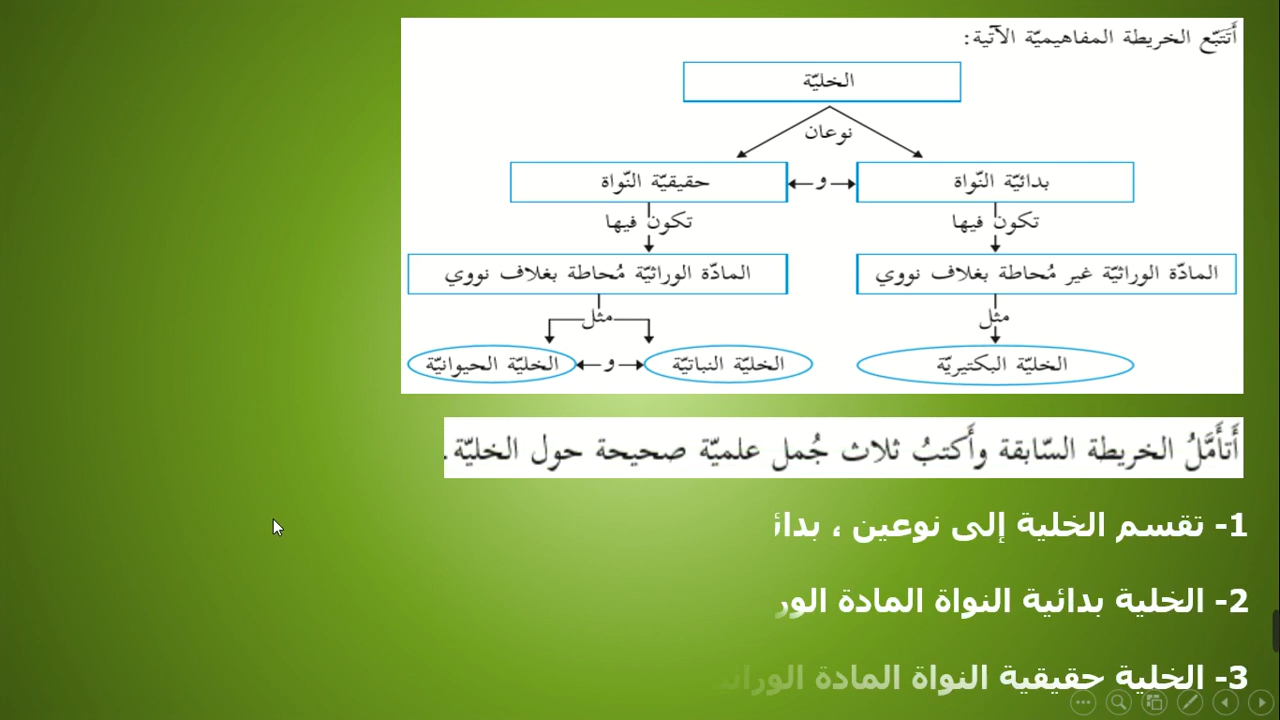 أَتَتَبّع الخريطة المفاهيميّة الآتية:
الخليّة
نوعان
بدائيّة النّواة
و
حقيقيّة النّواة
تكون فيها
تكون فيها
المادّة الوراثيّة غير مُحاطة بغلاف نووي
المادّة الوراثيّة مُحاطة بغلاف نووي
مثل
مثل
الخليّة البكتيريّة
الخليّة النباتيّة
و
الخليّة الحيوانيّة
أَتأَمَّلُ الخريطة السّابقة وأَكتبُ ثلاث جُمل علميّة صحيحة حول الخليّة.
1- تقسم الخلية إلى نوعين ،
2- الخلية بدائية النواة المادة
3- الخلية حقيقية النواة المادة